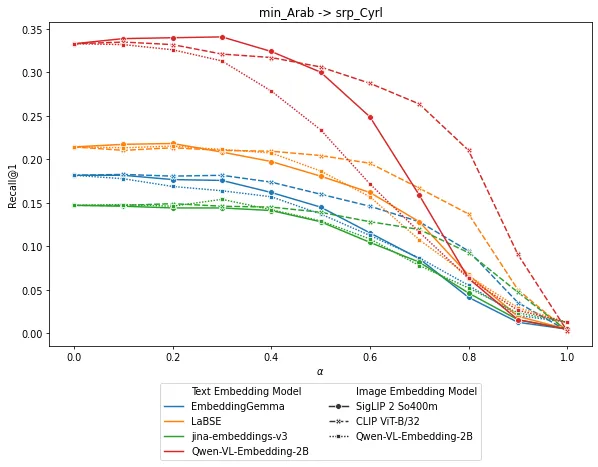 min_Arab -> srp_Cyrl
Recall@1
0.35
0.30
0.25
0.20
0.15
0.10
0.05
0.00
0.0 0.2 0.4 0.6 0.8 1.0
α
Text Embedding Model Image Embedding Model
EmbeddingGemma SigLIP 2 So400m
LaBSE CLIP ViT-B/32
jina-embeddings-v3 Qwen-VL-Embedding-2B
Qwen-VL-Embedding-2B